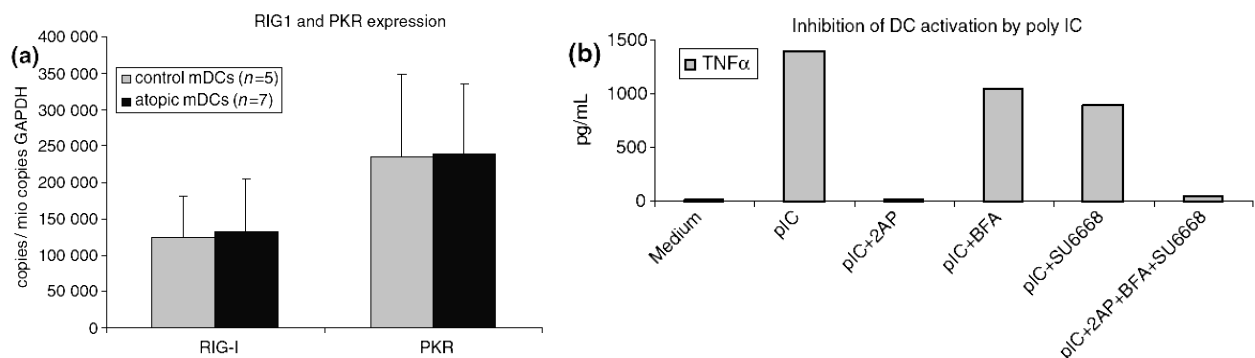 RIG1 and PKR expression
(a)
400 000
350 000
300 000
250 000
200 000
150 000
100 000
50 000
0
copies/ mio copies GAPDH
control mDCs (n=5)
atopic mDCs (n=7)
RIG-I
PKR
Inhibition of DC activation by poly IC
(b)
1500
1000
500
0
pg/mL
TNFα
Medium
pIC
pIC+2AP
pIC+BFA
pIC+SU6668
pIC+2AP+BFA+SU6668